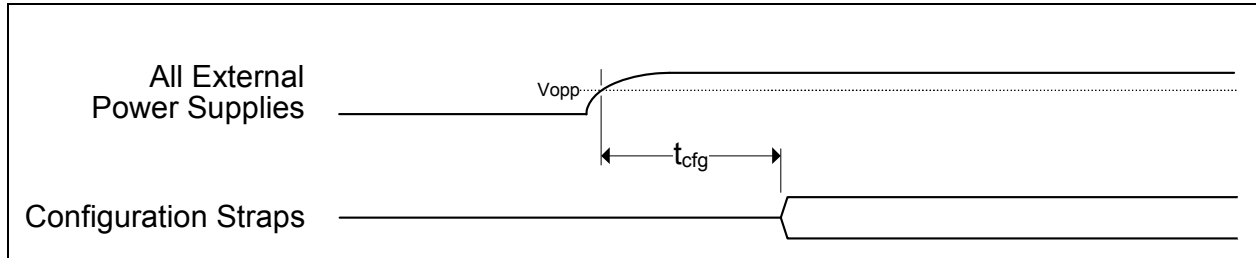 All External
Power Supplies
Vopp
tcfg
Configuration Straps